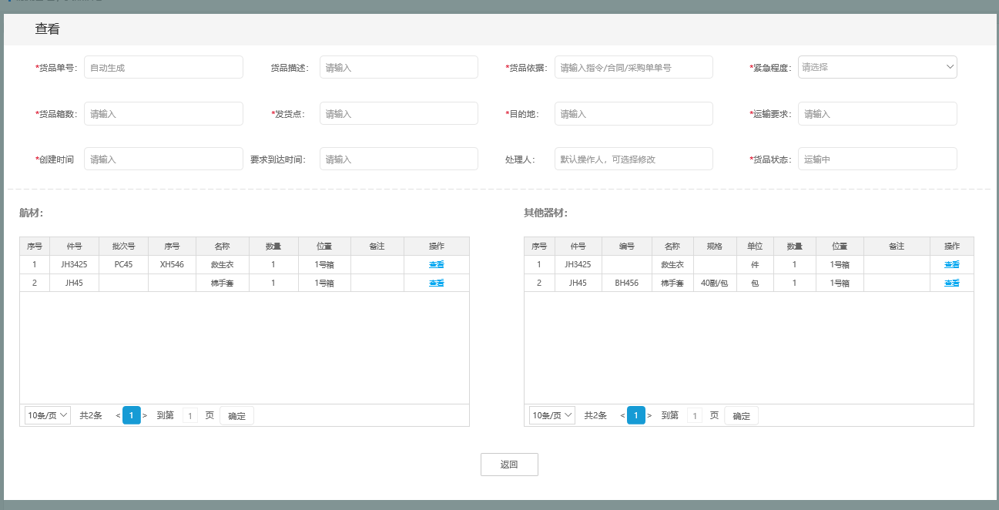 查看
*货品单号： 自动生成 货品描述： 请输入 *货品依据： 请输入指令/合同/采购单单号 *紧急程度： 请选择
*货品箱数： 请输入 *发货点： 请输入 *目的地： 请输入 *运输要求： 请输入
*创建时间 请输入 要求到达时间： 请输入 处理人： 默认操作人，可选择修改 *货品状态： 运输中
航材： 其他器材：
序号 件号 批次号 序号 名称 数量 位置 备注 操作
1 JH3425 PC45 XH546 救生衣 1 1号箱 查看
2 JH45 棉手套 1 1号箱 查看
10条/页 共2条 < 1 > 到第 1 页 确定
序号 件号 编号 名称 规格 单位 数量 位置 备注 操作
1 JH3425 救生衣 件 1 1号箱 查看
2 JH45 BH456 棉手套 40副/包 包 1 1号箱 查看
10条/页 共2条 < 1 > 到第 1 页 确定
返回